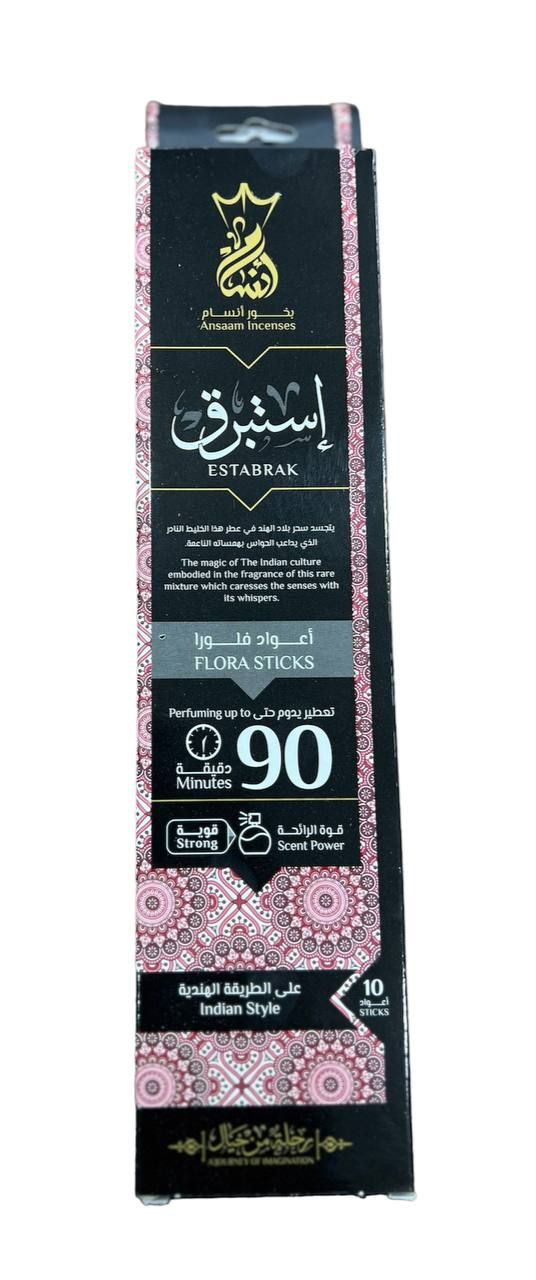 أنسام
بخور أنسام
Ansaam Incenses
إستبرق
ESTABRAK
يتجسد سحر بلاد الهند في عطر هذا الخليط النادر
الذي يداعب الحواس بهمساته الناعمة.
The magic of The Indian culture
embodied in the fragrance of this rare
mixture which caresses the senses with
its whispers.
أعواد فلورا
FLORA STICKS
Perfuming up to تعطير يدوم حتى
90
دقيقة
Minutes
قوة الرائحة
Scent Power
قوية
Strong
على الطريقة الهندية
Indian Style
10
أعواد
STICKS
رحلة من خيال
A JOURNEY OF IMAGINATION